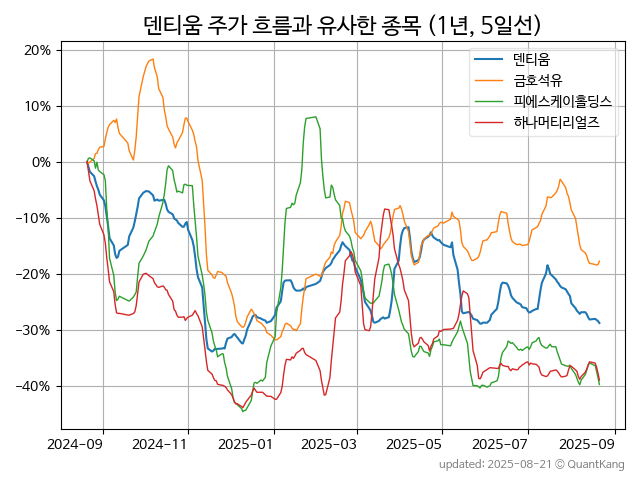 덴티움 주가 흐름과 유사한 종목 (1년, 5일선)
덴티움
금호석유
피에스케이홀딩스
하나머티리얼즈
20%
10%
0%
−10%
−20%
−30%
−40%
2024−09 2024−11 2025−01 2025−03 2025−05 2025−07 2025−09
updated: 2025-08-21 © QuantKang